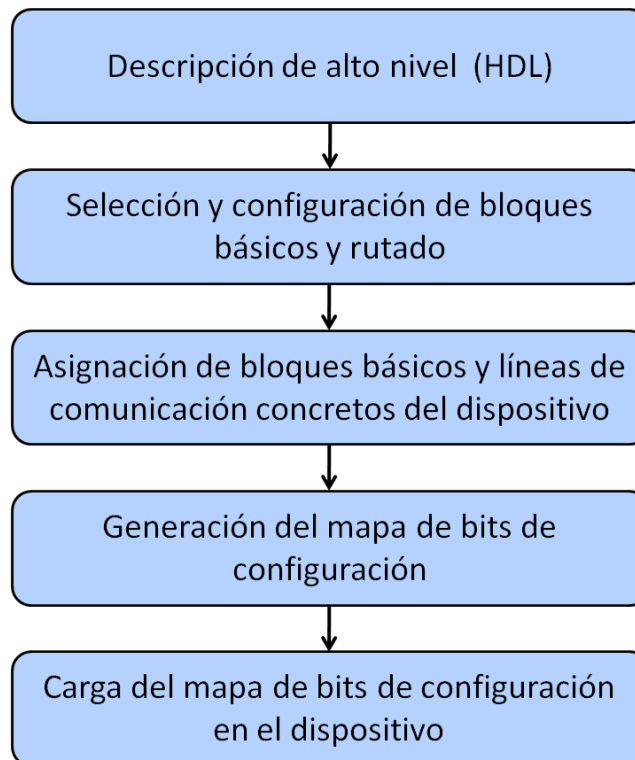 Descripción de alto nivel (HDL)
Selección y configuración de bloques
básicos y rutado
Asignación de bloques básicos y líneas de
comunicación concretos del dispositivo
Generación del mapa de bits de
configuración
Carga del mapa de bits de configuración
en el dispositivo